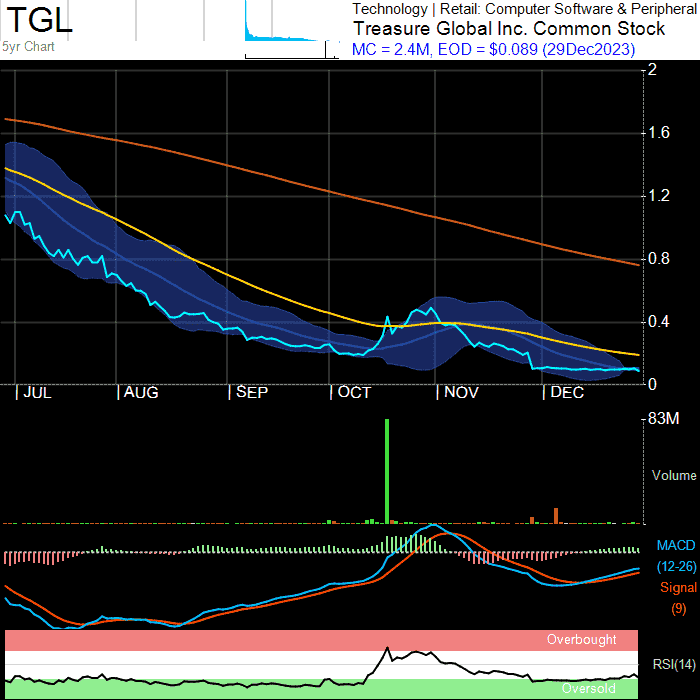 TGL
5yr Chart
Technology | Retail: Computer Software & Peripheral
Treasure Global Inc. Common Stock
MC = 2.4M, EOD = $0.089 (29Dec2023)
2
1.6
1.2
0.8
0.4
0
JUL AUG SEP OCT NOV DEC
83M
Volume
MACD
(12-26)
Signal
(9)
Overbought
RSI(14)
Oversold